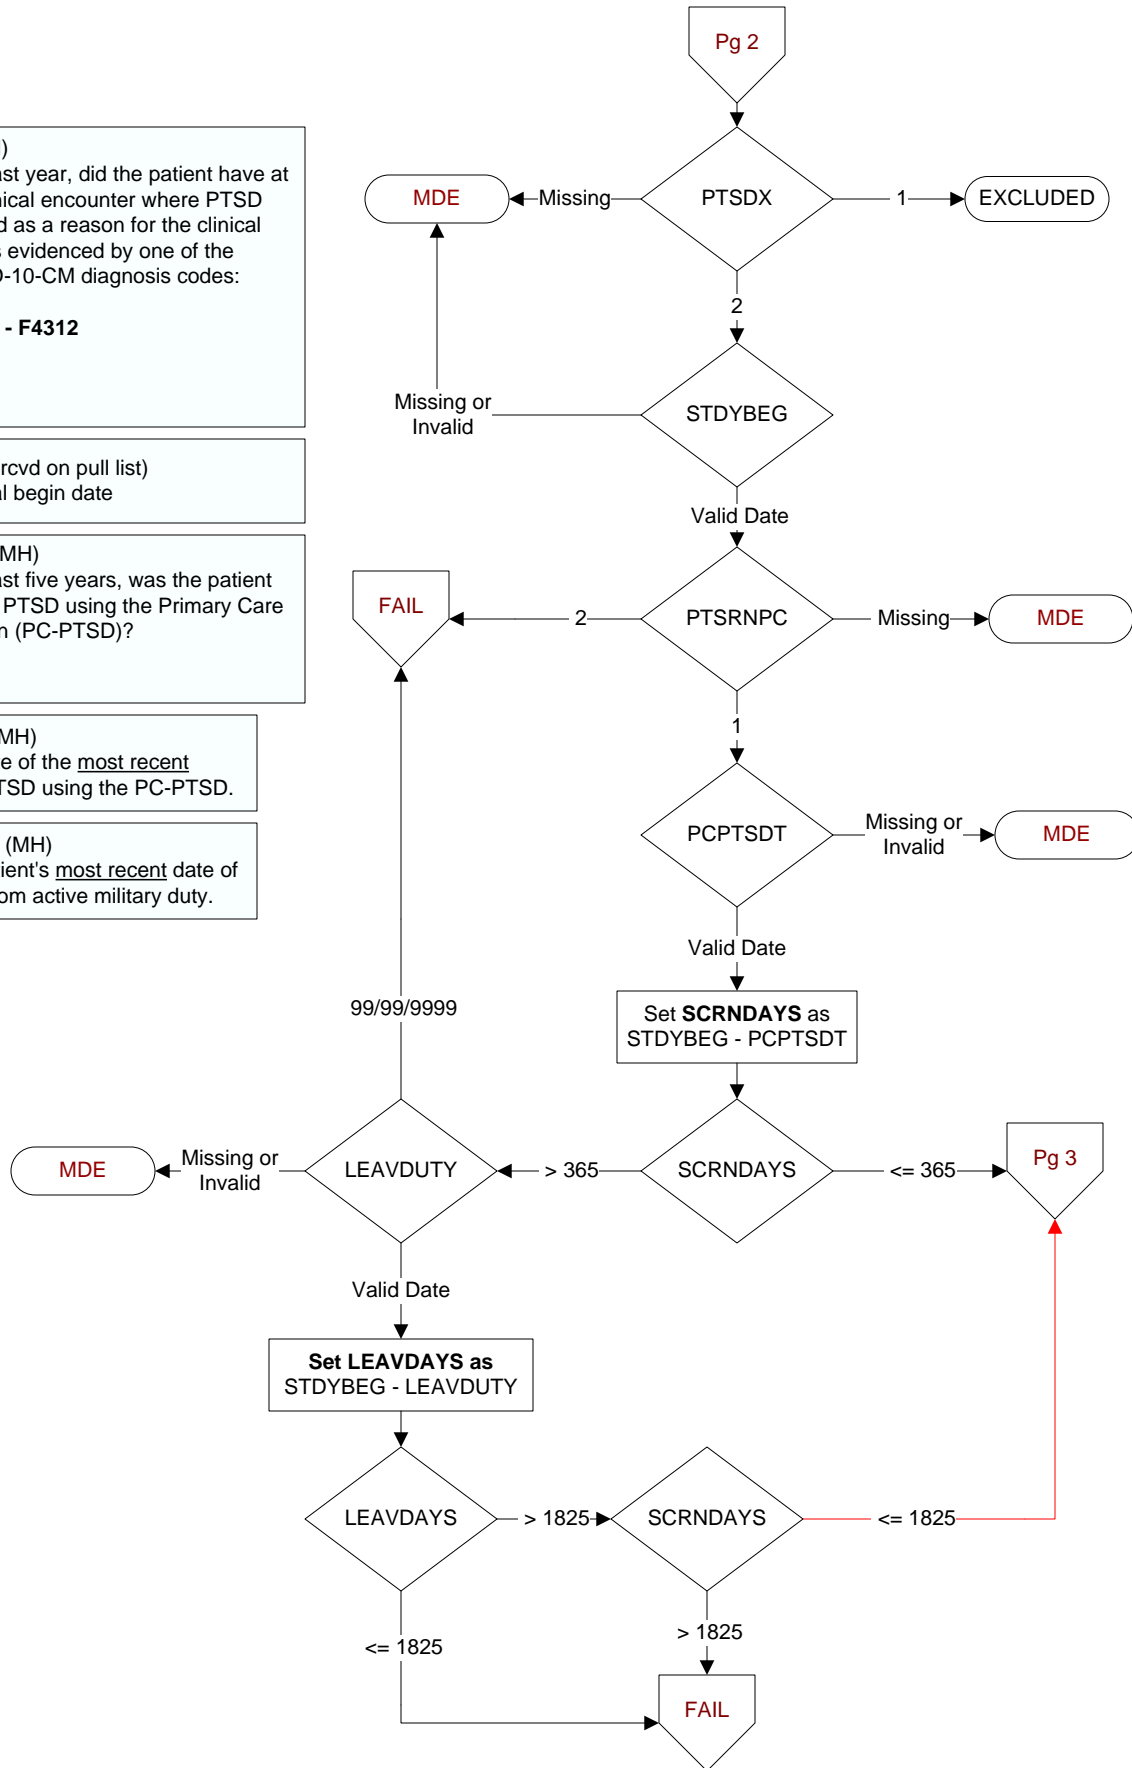 Pg 2
PTSDX
Missing
MDE
1
EXCLUDED
2
STDYBEG
Missing or
Invalid
Valid Date
PTSRNPC
2
FAIL
Missing
MDE
1
PCPTSDT
Missing or
Invalid
MDE
Valid Date
Set SCRNDAYS as
STDYBEG - PCPTSDT
SCRNDAYS
<= 365
Pg 3
> 365
LEAVDUTY
99/99/9999
Missing or
Invalid
MDE
Valid Date
Set LEAVDAYS as
STDYBEG - LEAVDUTY
LEAVDAYS
> 1825
SCRNDAYS
<= 1825
<= 1825
> 1825
FAIL
)
ast year, did the patient have at
nical encounter where PTSD
d as a reason for the clinical
s evidenced by one of the
D-10-CM diagnosis codes:
- F4312
rcvd on pull list)
al begin date
MH)
ast five years, was the patient
PTSD using the Primary Care
n (PC-PTSD)?
MH)
e of the most recent
TSD using the PC-PTSD.
(MH)
ient's most recent date of
om active military duty.